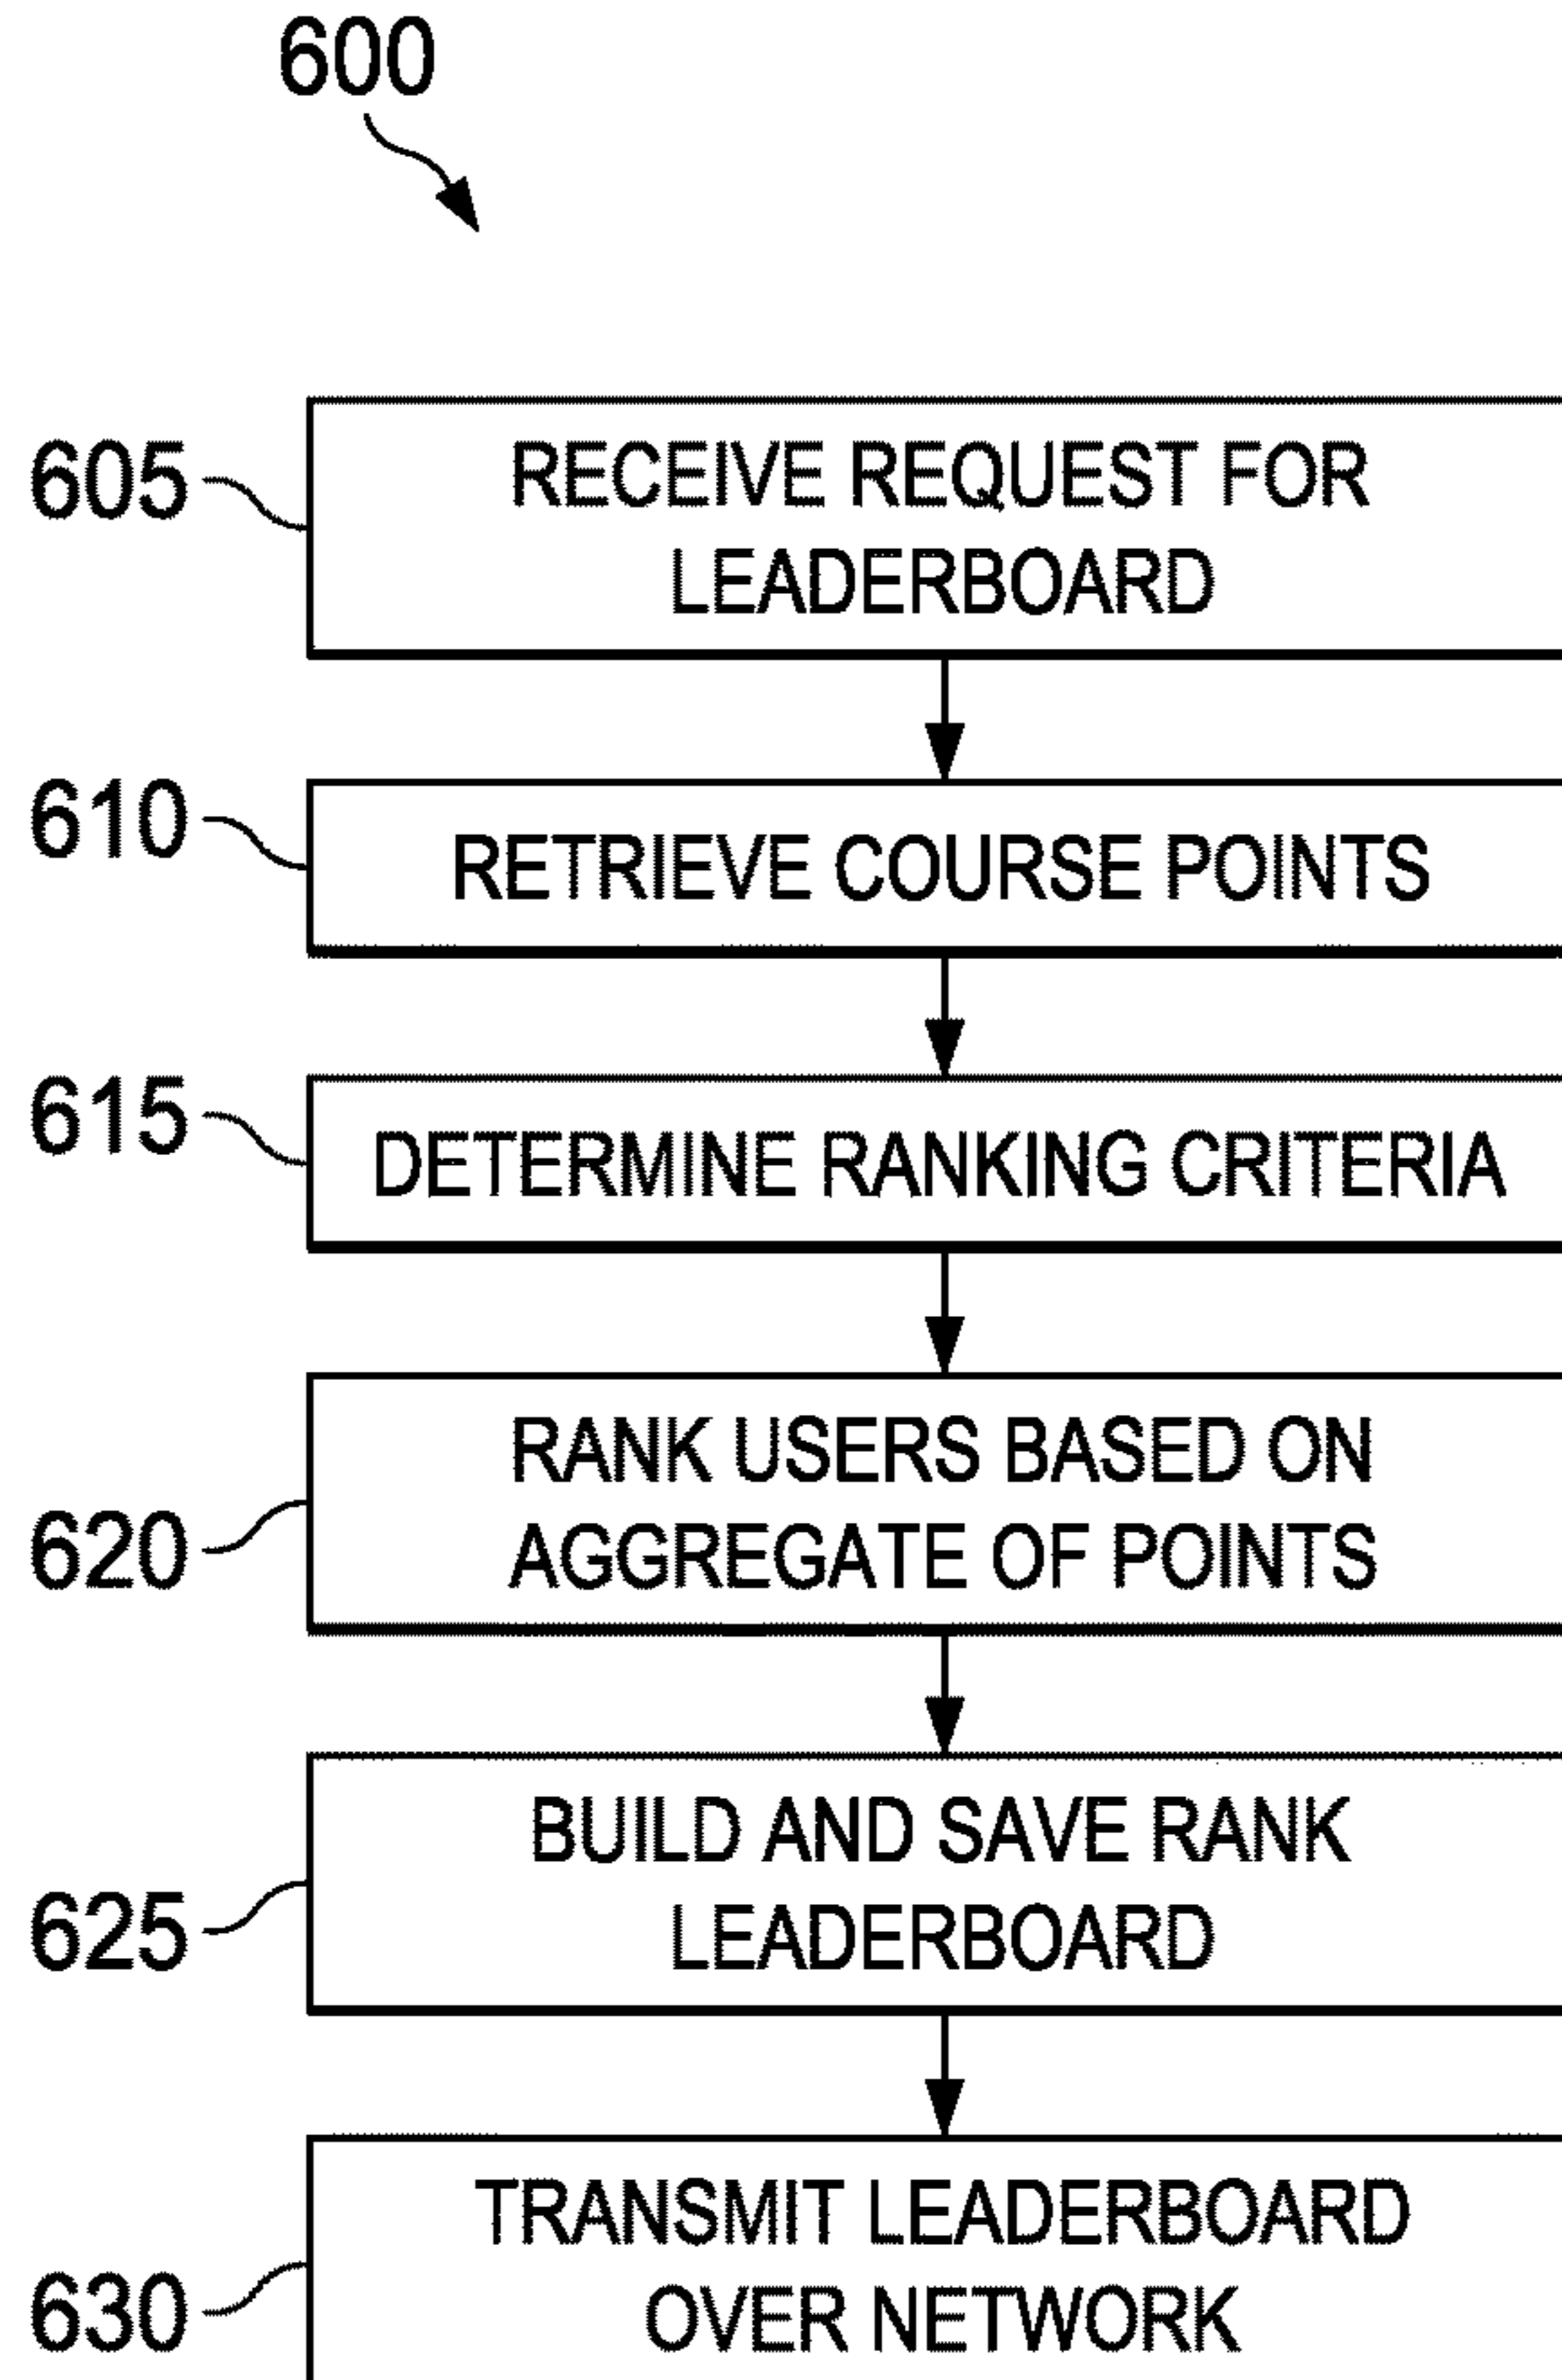 600
605
RECEIVE REQUEST FOR
LEADERBOARD
610
RETRIEVE COURSE POINTS
615
DETERMINE RANKING CRITERIA
620
RANK USERS BASED ON
AGGREGATE OF POINTS
625
BUILD AND SAVE RANK
LEADERBOARD
630
TRANSMIT LEADERBOARD
OVER NETWORK